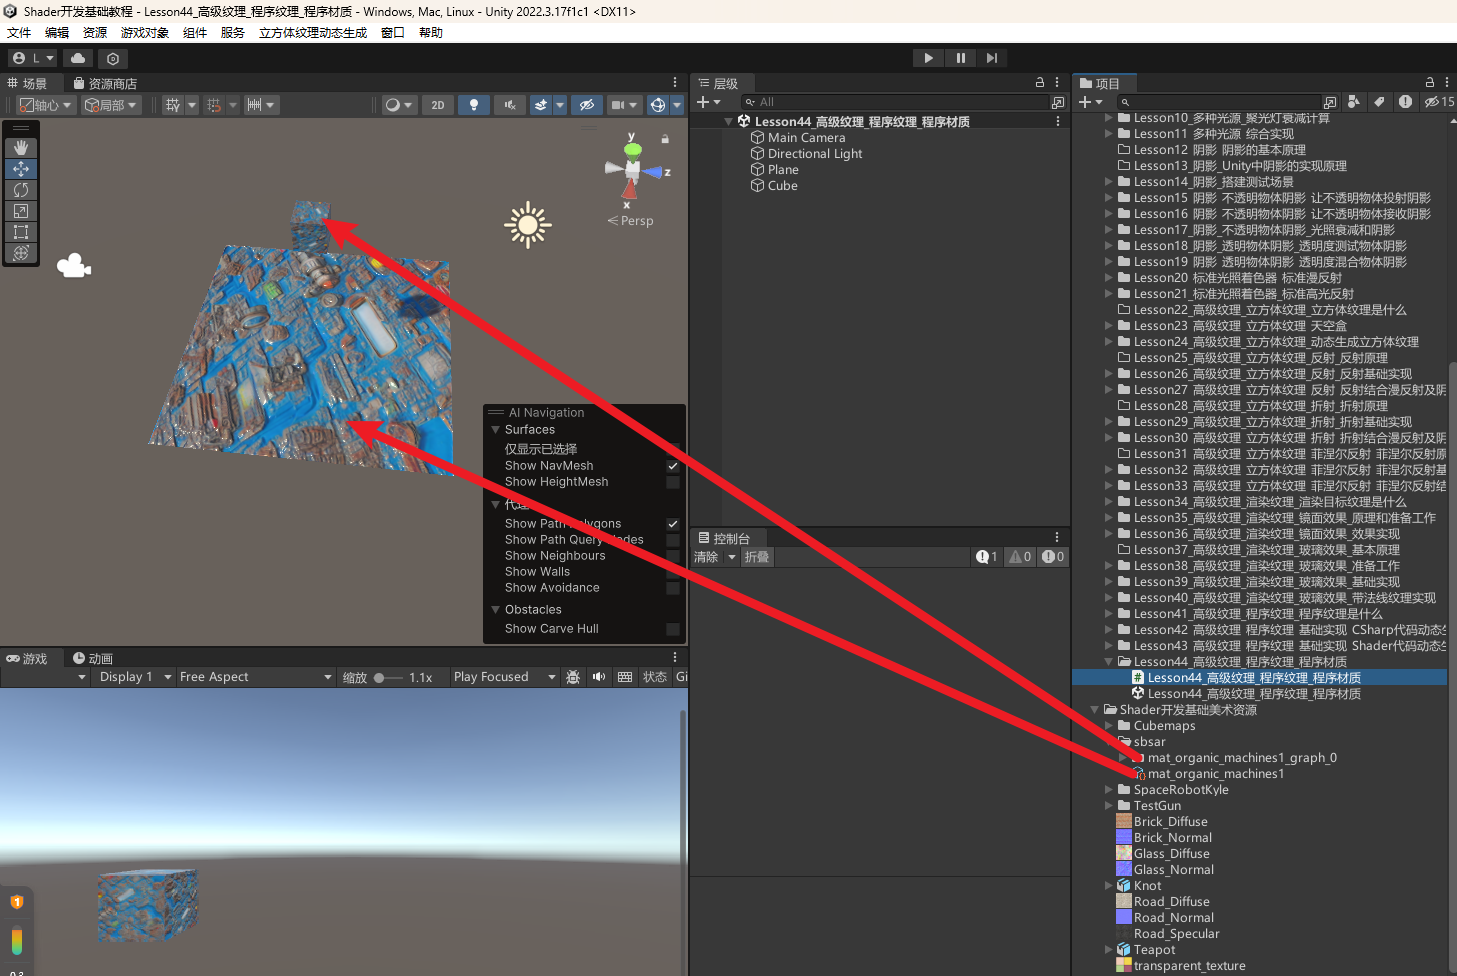 Shader开发基础教程 - Lesson44_高级纹理_程序纹理_程序材质 - Windows, Mac, Linux - Unity 2022.3.17f1c1 <DX11>
文件 编辑 资源 游戏对象 组件 服务 立方体纹理动态生成 窗口 帮助
L
场景 资源商店
轴心 局部 2D
y
z
x
Persp
AI Navigation
Surfaces
仅显示已选择
Show NavMesh
Show HeightMesh
Show Path Polygons
Show Path Query Nodes
Show Neighbours
Show Walls
Show Avoidance
Obstacles
Show Carve Hull
游戏 动画
Display 1 Free Aspect 缩放 1.1x Play Focused 状态 Gi
1
层级
All
Lesson44_高级纹理_程序纹理_程序材质
Main Camera
Directional Light
Plane
Cube
控制台
清除 折叠 1 0 0
项目
15
Lesson10_多种光源_聚光灯衰减计算
Lesson11_多种光源_综合实现
Lesson12_阴影_阴影的基本原理
Lesson13_阴影_Unity中阴影的实现原理
Lesson14_阴影_搭建测试场景
Lesson15_阴影_不透明物体阴影_让不透明物体投射阴影
Lesson16_阴影_不透明物体阴影_让不透明物体接收阴影
Lesson17_阴影_不透明物体阴影_光照衰减和阴影
Lesson18_阴影_透明物体阴影_透明度测试物体阴影
Lesson19_阴影_透明物体阴影_透明度混合物体阴影
Lesson20_标准光照着色器_标准漫反射
Lesson21_标准光照着色器_标准高光反射
Lesson22_高级纹理_立方体纹理_立方体纹理是什么
Lesson23_高级纹理_立方体纹理_天空盒
Lesson24_高级纹理_立方体纹理_动态生成立方体纹理
Lesson25_高级纹理_立方体纹理_反射_反射原理
Lesson26_高级纹理_立方体纹理_反射_反射基础实现
Lesson27_高级纹理_立方体纹理_反射_反射结合漫反射及阴
Lesson28_高级纹理_立方体纹理_折射_折射原理
Lesson29_高级纹理_立方体纹理_折射_折射基础实现
Lesson30_高级纹理_立方体纹理_折射_折射结合漫反射及阴
Lesson31_高级纹理_立方体纹理_菲涅尔反射_菲涅尔反射原
Lesson32_高级纹理_立方体纹理_菲涅尔反射_菲涅尔反射基
Lesson33_高级纹理_立方体纹理_菲涅尔反射_菲涅尔反射结
Lesson34_高级纹理_渲染纹理_渲染目标纹理是什么
Lesson35_高级纹理_渲染纹理_镜面效果_原理和准备工作
Lesson36_高级纹理_渲染纹理_镜面效果_效果实现
Lesson37_高级纹理_渲染纹理_玻璃效果_基本原理
Lesson38_高级纹理_渲染纹理_玻璃效果_准备工作
Lesson39_高级纹理_渲染纹理_玻璃效果_基础实现
Lesson40_高级纹理_渲染纹理_玻璃效果_带法线纹理实现
Lesson41_高级纹理_程序纹理_程序纹理是什么
Lesson42_高级纹理_程序纹理_基础实现_CSharp代码动态生
Lesson43_高级纹理_程序纹理_基础实现_Shader代码动态生
Lesson44_高级纹理_程序纹理_程序材质
Lesson44_高级纹理_程序纹理_程序材质
Lesson44_高级纹理_程序纹理_程序材质
Shader开发基础美术资源
Cubemaps
sbsar
mat_organic_machines1_graph_0
mat_organic_machines1
SpaceRobotKyle
TestGun
Brick_Diffuse
Brick_Normal
Glass_Diffuse
Glass_Normal
Knot
Road_Diffuse
Road_Normal
Road_Specular
Teapot
transparent_texture